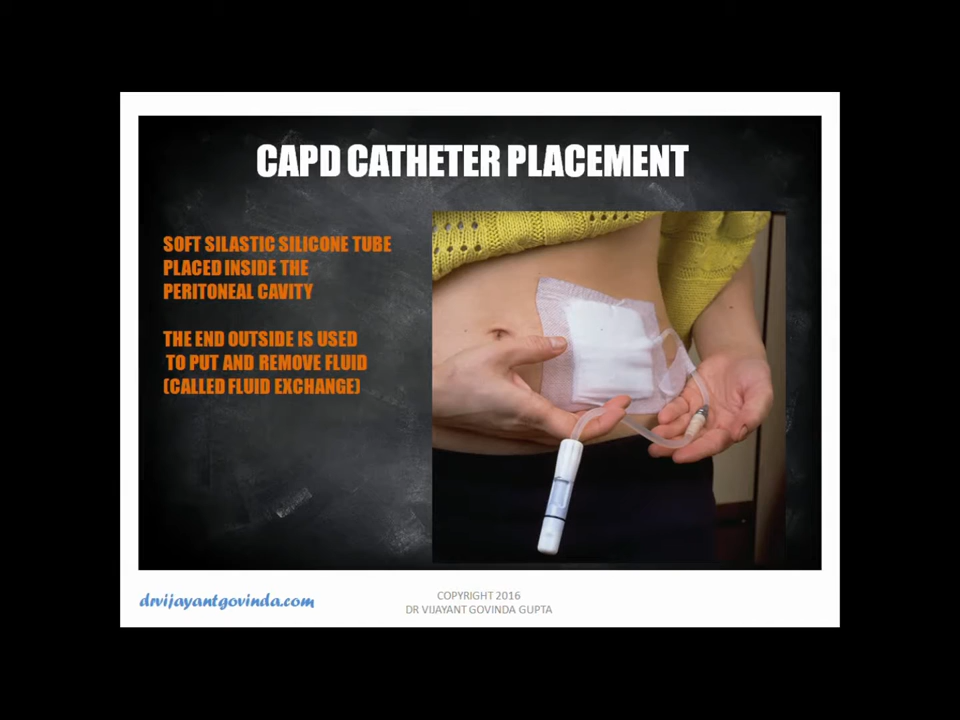 CAPD CATHETER PLACEMENT
SOFT SILASTIC SILICONE TUBE
PLACED INSIDE THE
PERITONEAL CAVITY
THE END OUTSIDE IS USED
TO PUT AND REMOVE FLUID
(CALLED FLUID EXCHANGE)
drvijayantgovinda.com
COPYRIGHT 2016
DR VIJAYANT GOVINDA GUPTA